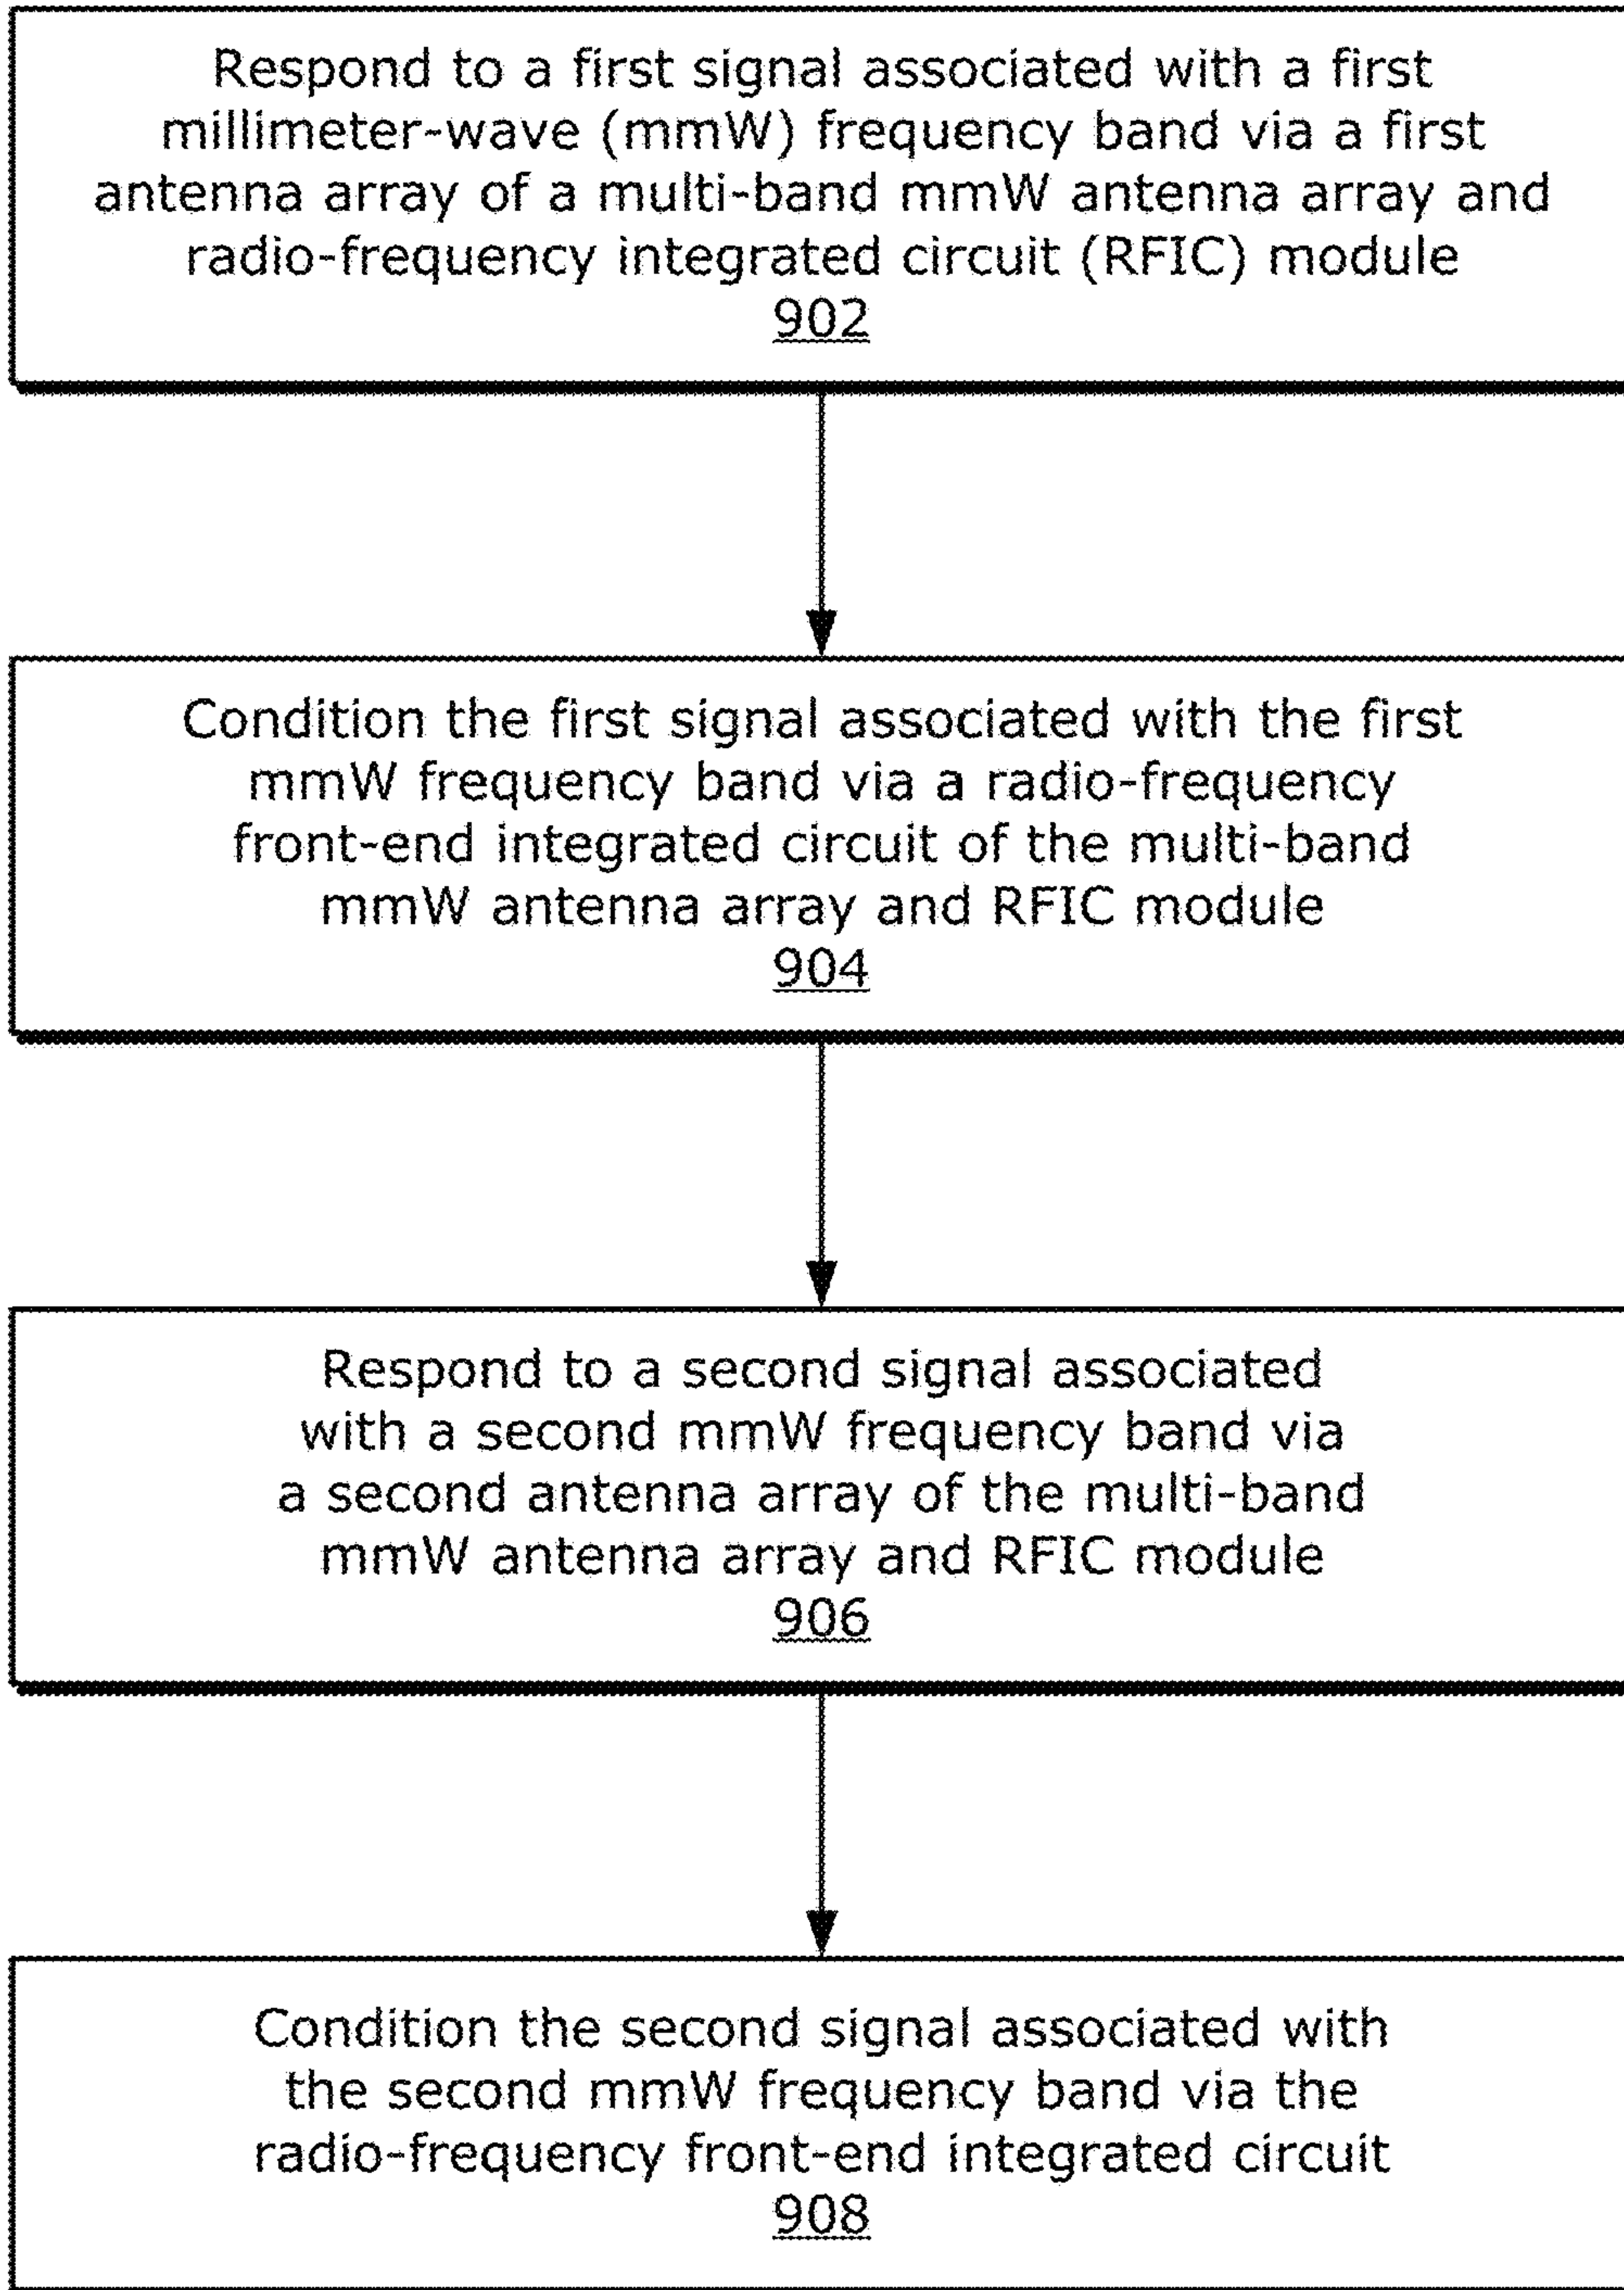 Respond to a first signal associated with a first
millimeter-wave (mmW) frequency band via a first
antenna array of a multi-band mmW antenna array and
radio-frequency integrated circuit (RFIC) module
902
Condition the first signal associated with the first
mmW frequency band via a radio-frequency
front-end integrated circuit of the multi-band
mmW antenna array and RFIC module
904
Respond to a second signal associated
with a second mmW frequency band via
a second antenna array of the multi-band
mmW antenna array and RFIC module
906
Condition the second signal associated with
the second mmW frequency band via the
radio-frequency front-end integrated circuit
908